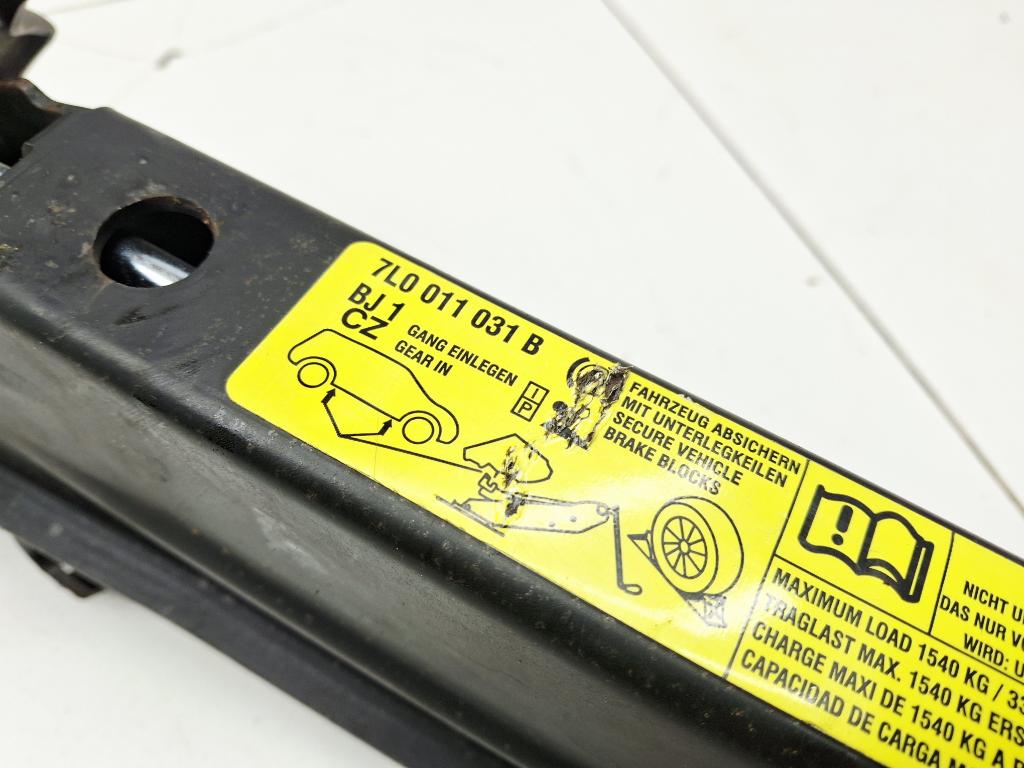 7L0 011 031 B
BJ 1
CZ
GANG EINLEGEN
GEAR IN
I
P
FAHRZEUG ABSICHERN
MIT UNTERLEGKEILEN
SECURE VEHICLE
BRAKE BLOCKS
!
NICHT
DAS NUR
WIRD:
MAXIMUM LOAD 1540 KG / 33
TRAGLAST MAX. 1540 KG
CHARGE MAXI DE 1540 KG A
CAPACIDAD DE CARGA